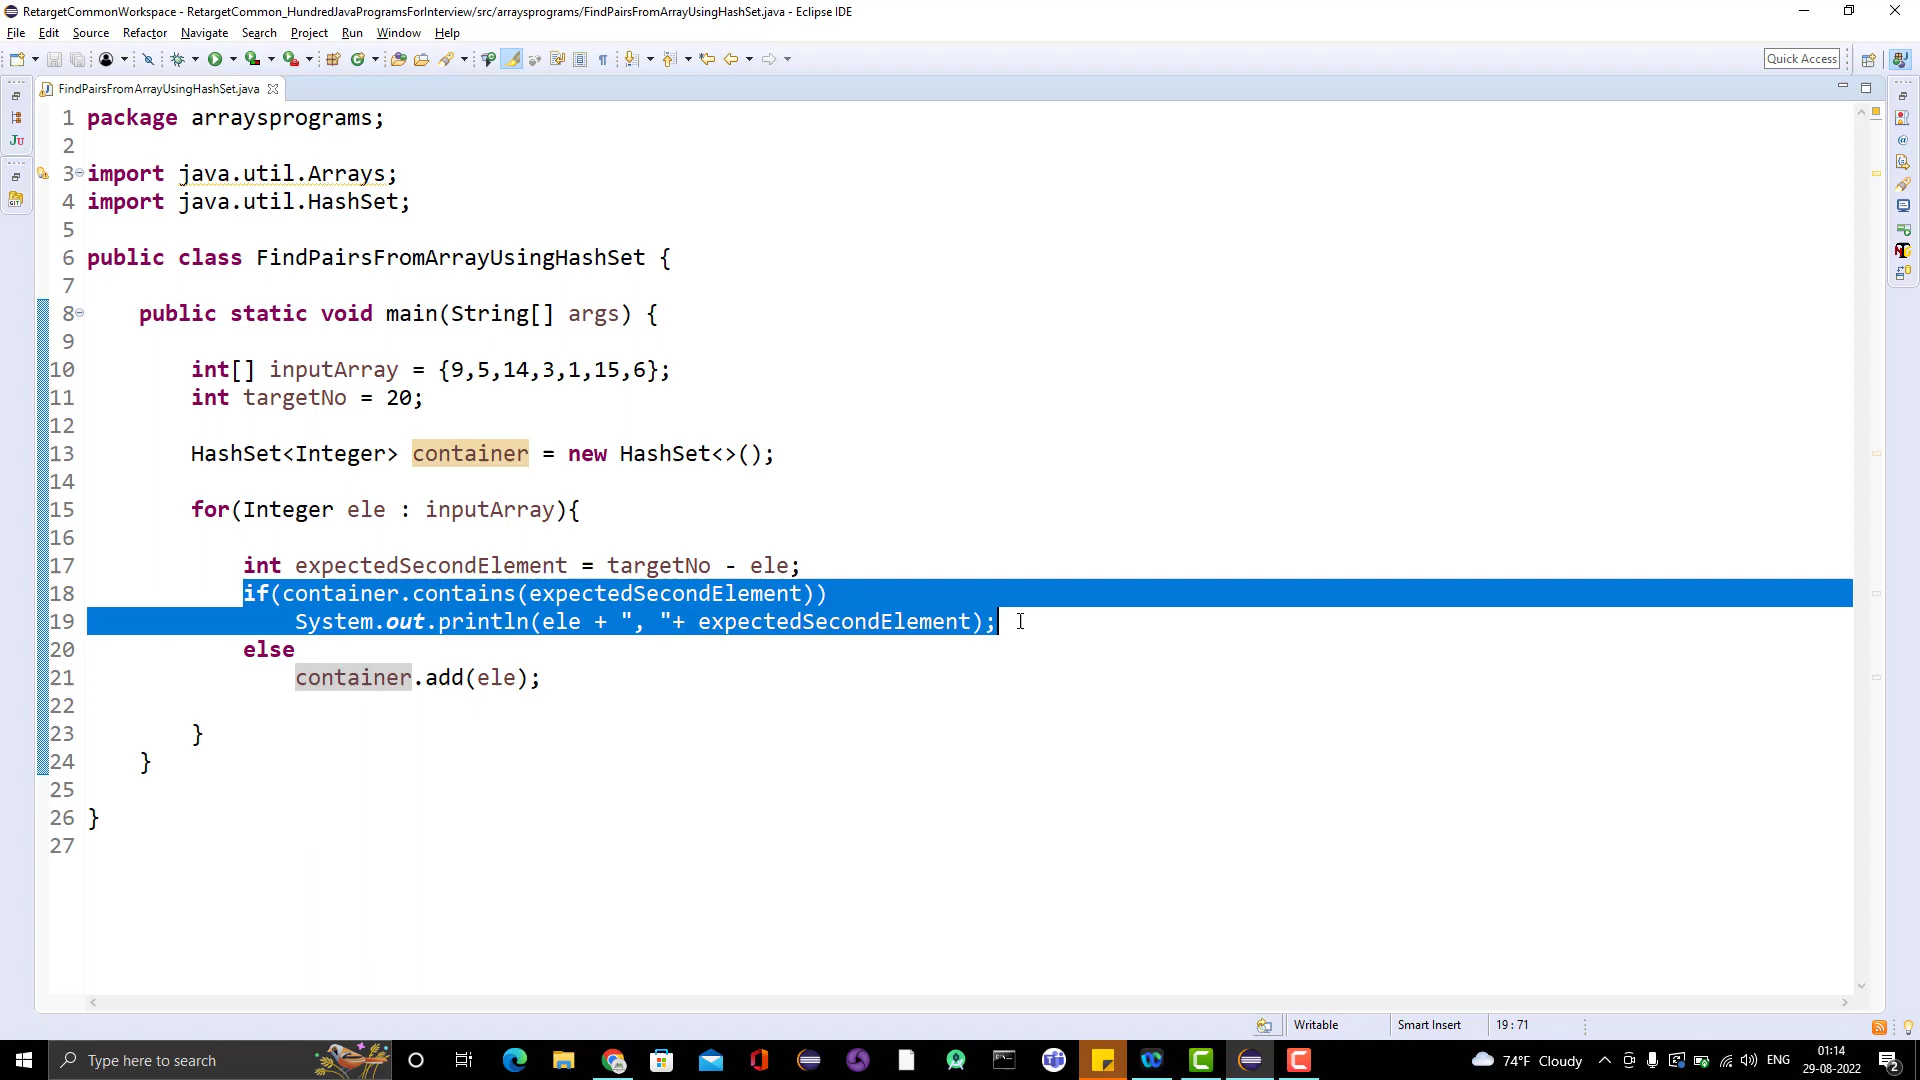 RetargetCommonWorkspace - RetargetCommon_HundredJavaProgramsForInterview/src/arraysprograms/FindPairsFromArrayUsingHashSet.java - Eclipse IDE
File Edit Source Refactor Navigate Search Project Run Window Help
Quick Access
FindPairsFromArrayUsingHashSet.java
1 package arraysprograms;
2
3 import java.util.Arrays;
4 import java.util.HashSet;
5
6 public class FindPairsFromArrayUsingHashSet {
7
8 public static void main(String[] args) {
9
10 int[] inputArray = {9,5,14,3,1,15,6};
11 int targetNo = 20;
12
13 HashSet<Integer> container = new HashSet<>();
14
15 for(Integer ele : inputArray){
16
17 int expectedSecondElement = targetNo - ele;
18 if(container.contains(expectedSecondElement))
19 System.out.println(ele + ", "+ expectedSecondElement);
20 else
21 container.add(ele);
22
23 }
24 }
25
26 }
27
Writable Smart Insert 19 : 71
Type here to search 74°F Cloudy ENG 01:14
29-08-2022 2